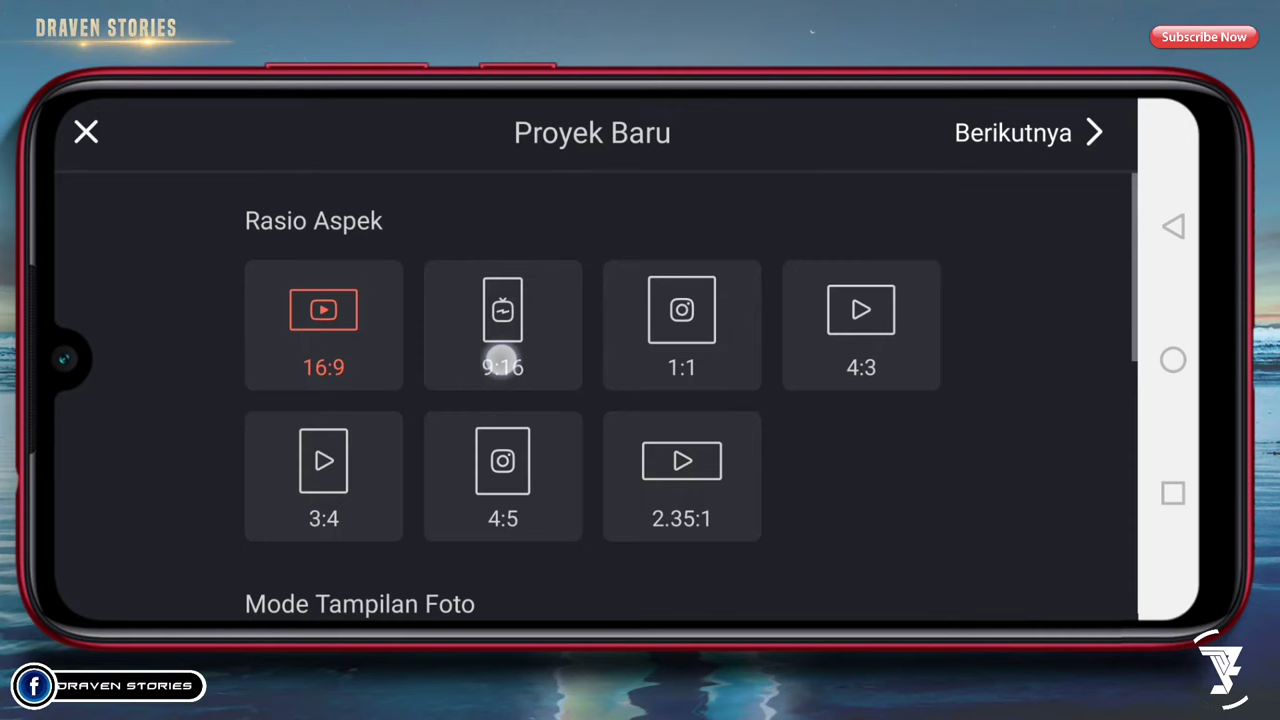 DRAVEN STORIES
Subscribe Now
Proyek Baru
Berikutnya
Rasio Aspek
16:9
9:16
1:1
4:3
3:4
4:5
2.35:1
Mode Tampilan Foto
f
DRAVEN STORIES